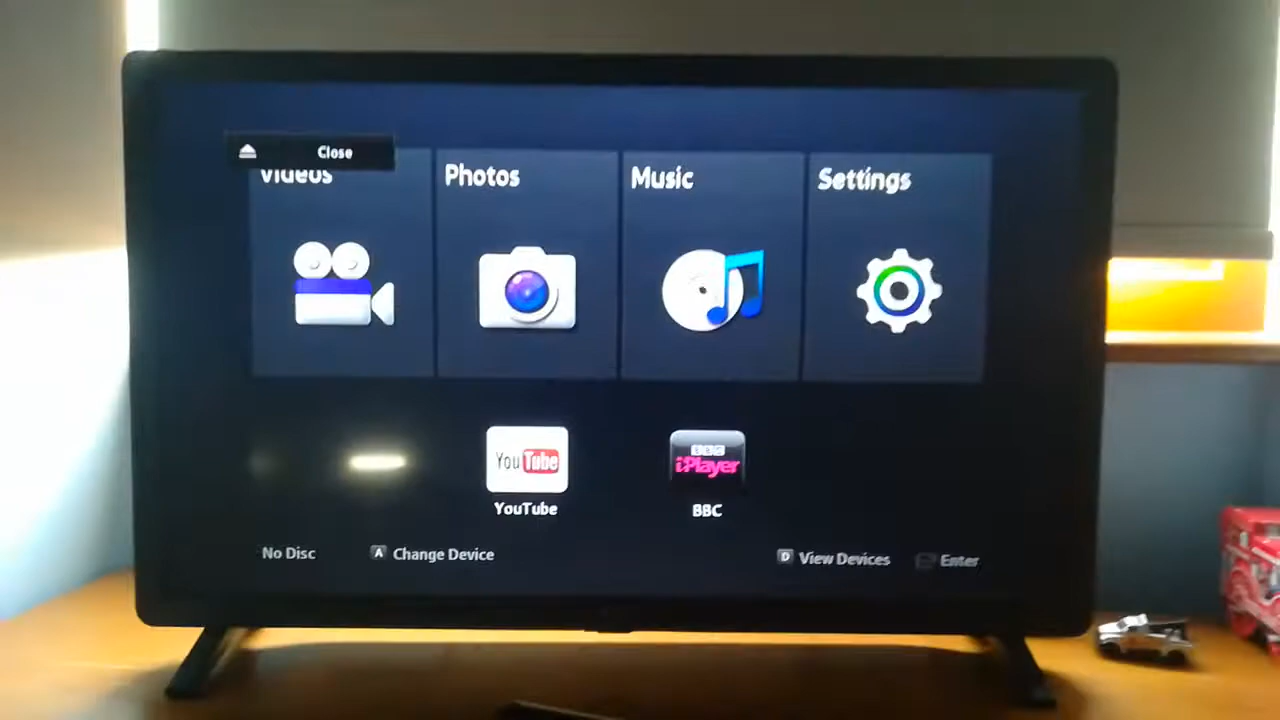 Close
Videos
Photos
Music
Settings
YouTube
YouTube
BBC
iPlayer
BBC
No Disc
A Change Device
D View Devices
Enter